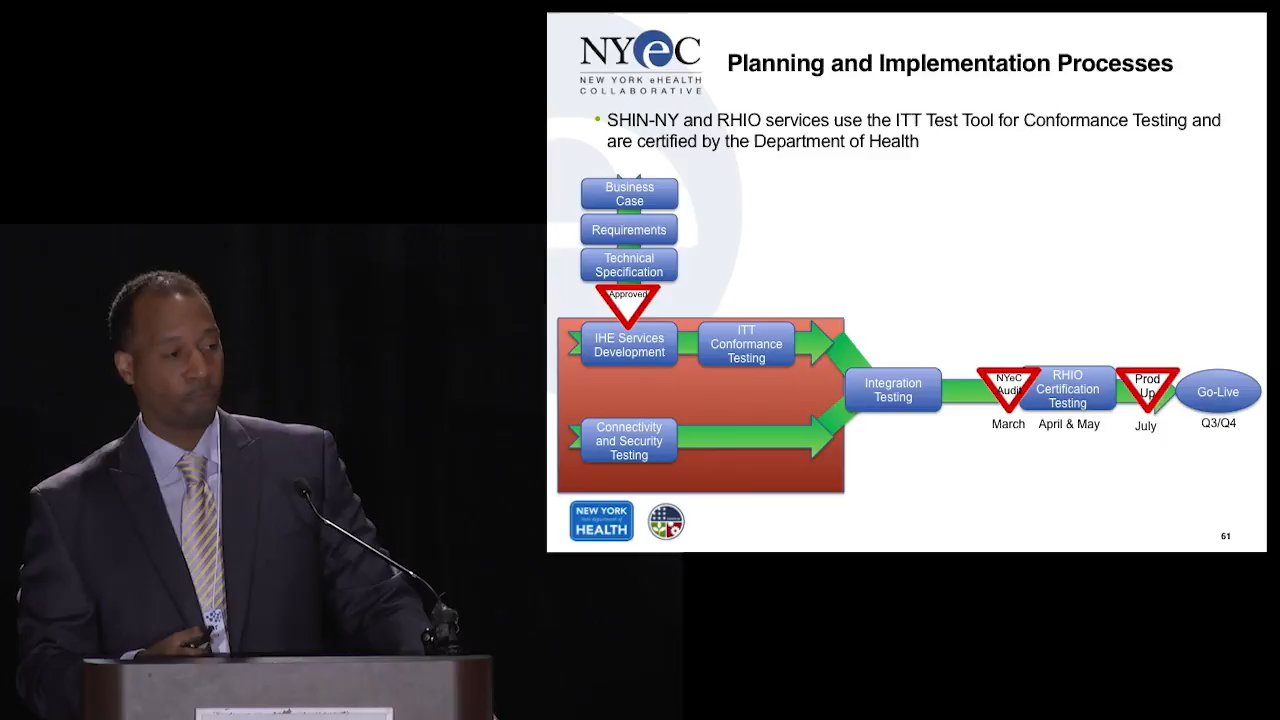 NYeC
NEW YORK eHEALTH
COLLABORATIVE
Planning and Implementation Processes
• SHIN-NY and RHIO services use the ITT Test Tool for Conformance Testing and
are certified by the Department of Health
Business
Case
Requirements
Technical
Specification
Approved
IHE Services
Development
ITT
Conformance
Testing
Connectivity
and Security
Testing
Integration
Testing
NYeC
Audit
March
RHIO
Certification
Testing
April & May
Prod
Up
July
Go-Live
Q3/Q4
NEW YORK
HEALTH
61